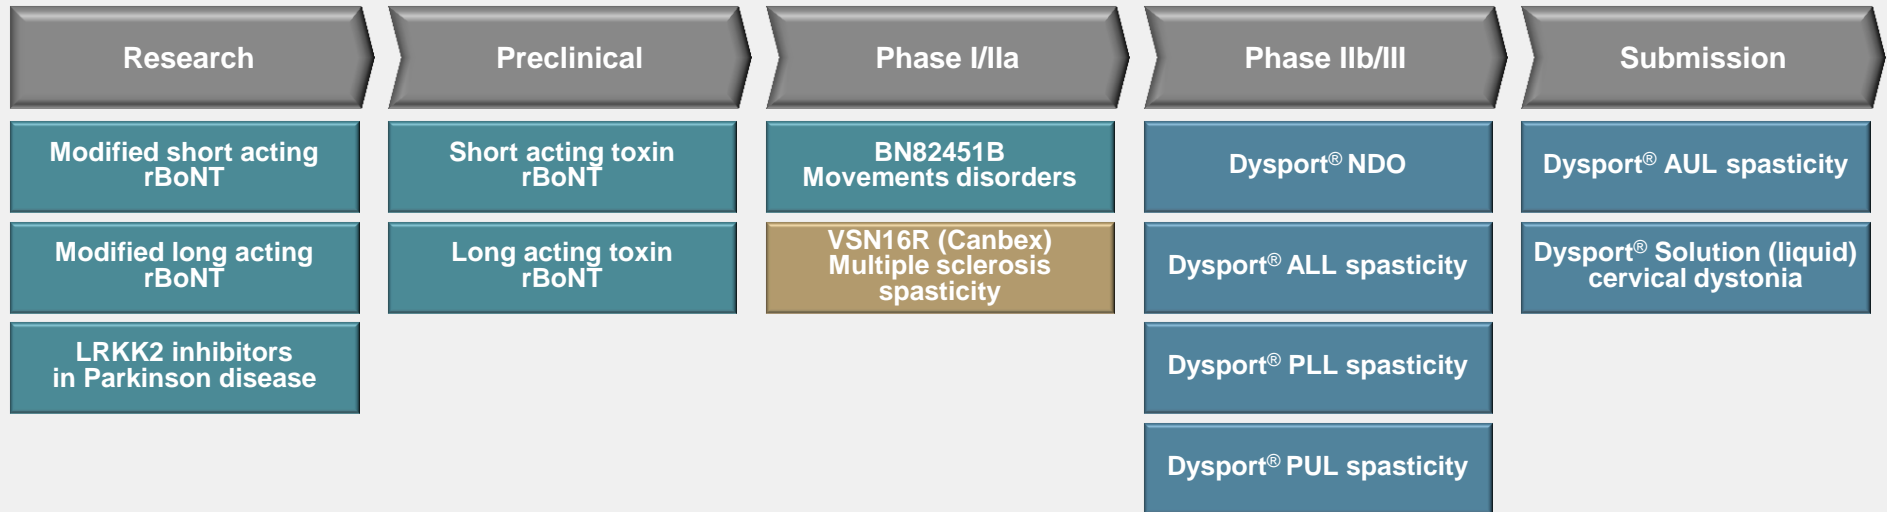 Research
Preclinical
Phase I/IIa
Phase IIb/III
Submission
Modified short acting
rBoNT
Short acting toxin
rBoNT
BN82451B
Movements disorders
Dysport® NDO
Dysport® AUL spasticity
Modified long acting
rBoNT
Long acting toxin
rBoNT
VSN16R (Canbex)
Multiple sclerosis
spasticity
Dysport® ALL spasticity
Dysport® Solution (liquid)
cervical dystonia
LRKK2 inhibitors
in Parkinson disease
Dysport® PLL spasticity
Dysport® PUL spasticity